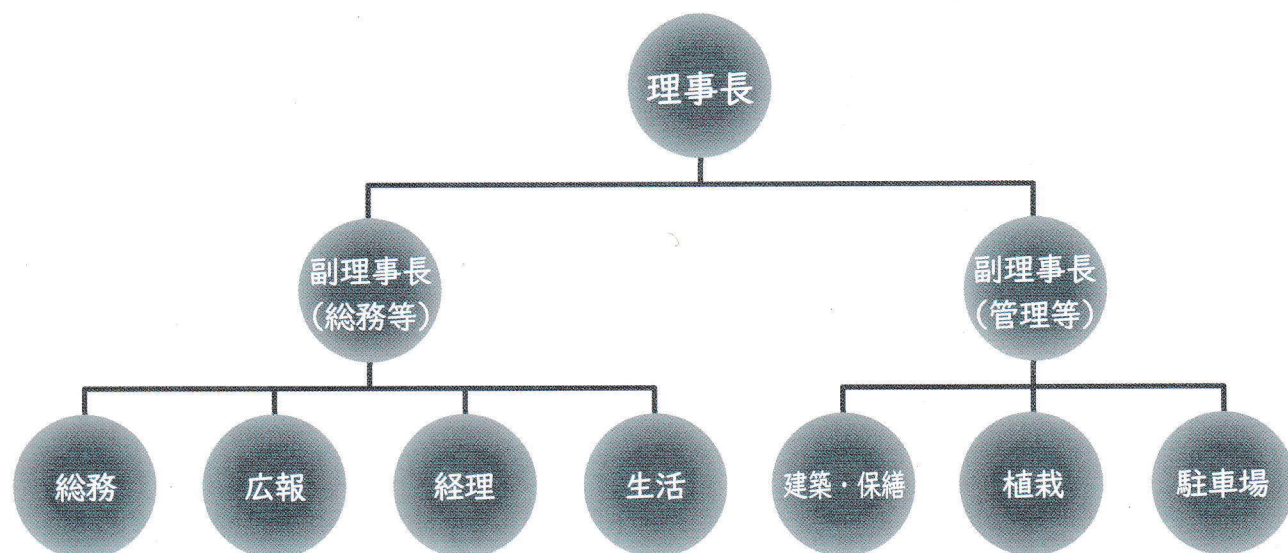 理事長
副理事長
(総務等)
副理事長
(管理等)
総務
広報
経理
生活
建築・保繕
植栽
駐車場